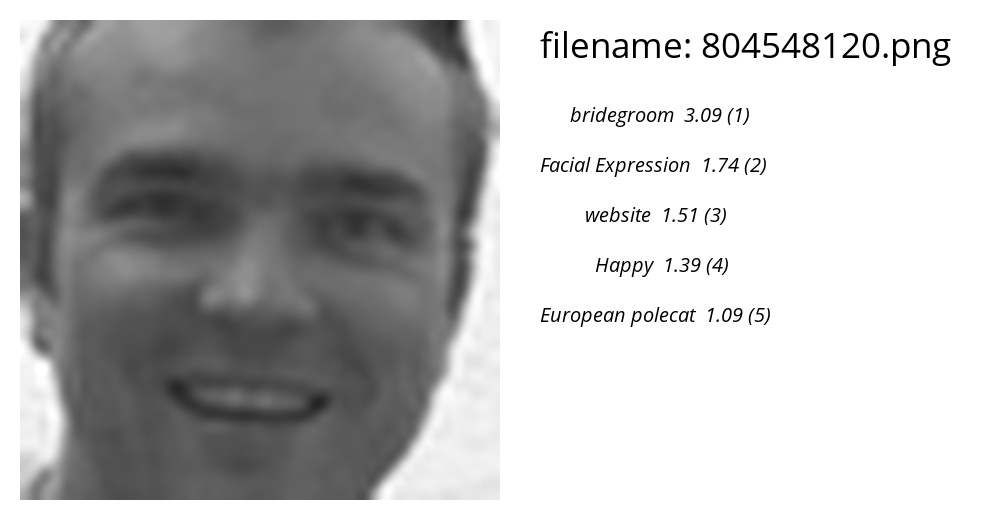 filename: 804548120.png
bridegroom 3.09 (1)
Facial Expression 1.74 (2)
website 1.51 (3)
Happy 1.39 (4)
European polecat 1.09 (5)